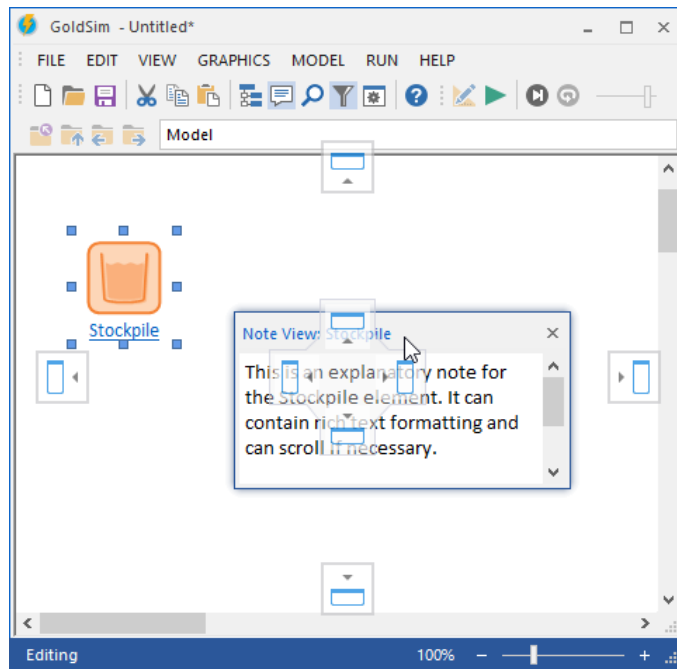 GoldSim - Untitled*
FILE EDIT VIEW GRAPHICS MODEL RUN HELP
Model
Stockpile
Note View: Stockpile
This is an explanatory note for
the Stockpile element. It can
contain rich text formatting and
can scroll if necessary.
Editing
100%